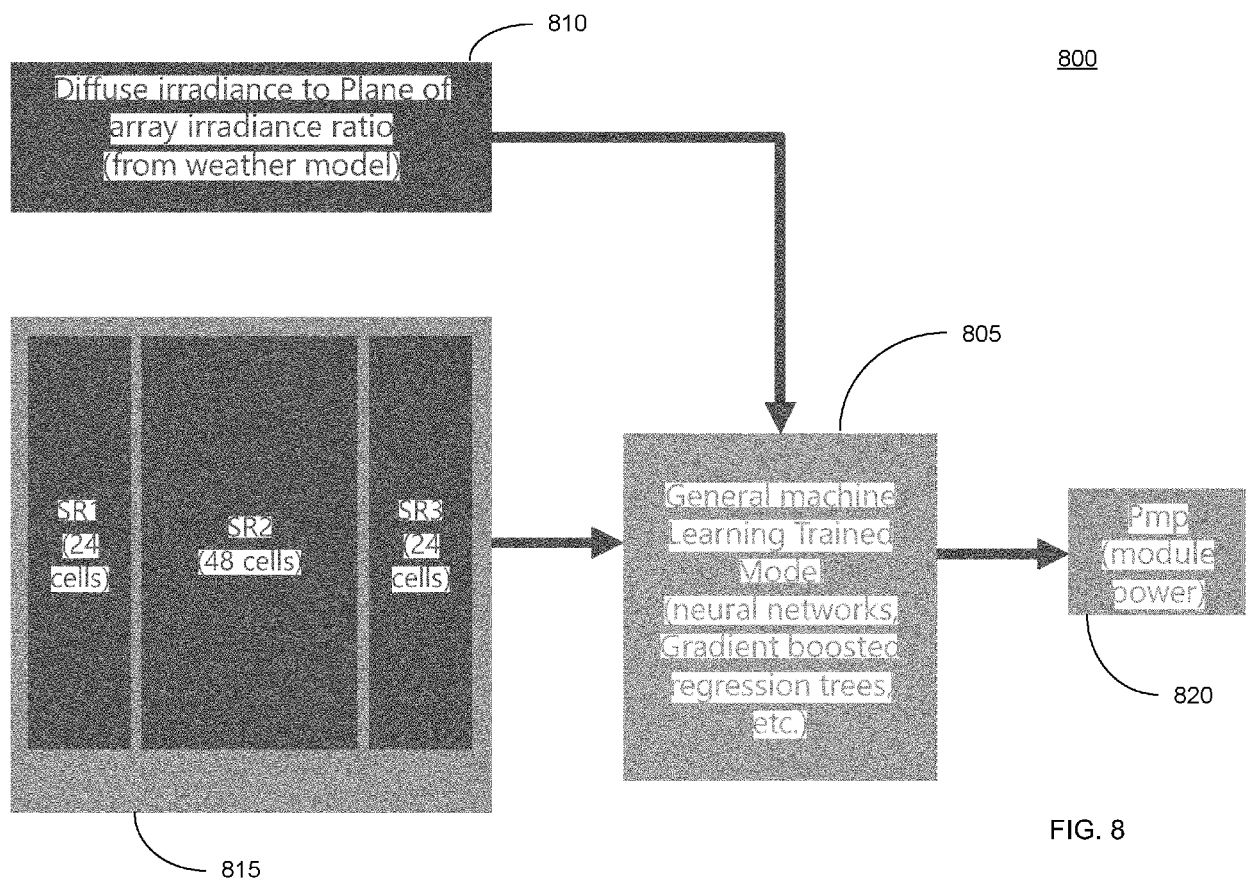 810
800
Diffuse irradiance to Plane of
array irradiance ratio
(from weather model)
805
SR1
(24
cells)
SR2
(48 cells)
SR3
(24
cells)
General machine
Learning Trained
Model
(neural networks,
Gradient boosted
regression trees,
etc.)
Pmp
(module
power)
820
815
FIG. 8